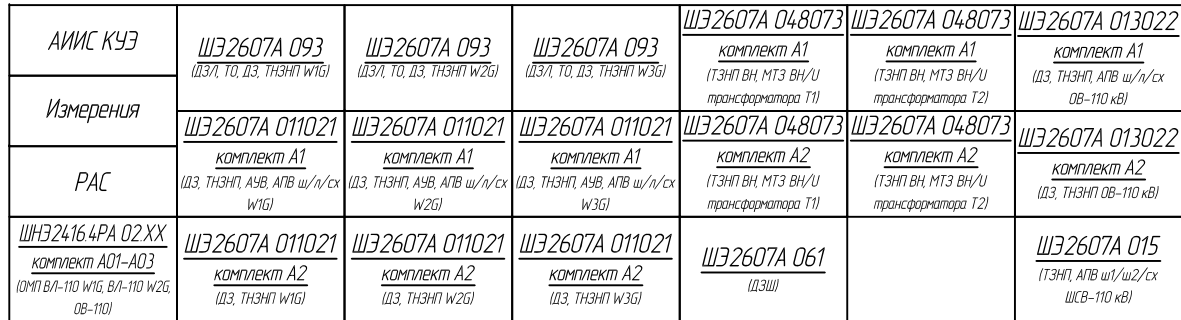 АИИС КУЭ
Измерения
РАС
ШНЭ2416.4РА 02.XX
комплект А01-А03
(ОМП ВЛ-110 W1G, ВЛ-110 W2G,
ОВ-110)
ШЭ2607А 093
(ДЗЛ, ТО, ДЗ, ТНЗНП W1G)
ШЭ2607А 011021
комплект А1
(ДЗ, ТНЗНП, АУВ, АПВ ш/л/сх
W1G)
ШЭ2607А 011021
комплект А2
(ДЗ, ТНЗНП W1G)
ШЭ2607А 093
(ДЗЛ, ТО, ДЗ, ТНЗНП W2G)
ШЭ2607А 011021
комплект А1
(ДЗ, ТНЗНП, АУВ, АПВ ш/л/сх
W2G)
ШЭ2607А 011021
комплект А2
(ДЗ, ТНЗНП W2G)
ШЭ2607А 093
(ДЗЛ, ТО, ДЗ, ТНЗНП W3G)
ШЭ2607А 011021
комплект А1
(ДЗ, ТНЗНП, АУВ, АПВ ш/л/сх
W3G)
ШЭ2607А 011021
комплект А2
(ДЗ, ТНЗНП W3G)
ШЭ2607А 048073
комплект А1
(ТЗНП ВН, МТЗ ВН/U
трансформатора Т1)
ШЭ2607А 048073
комплект А2
(ТЗНП ВН, МТЗ ВН/U
трансформатора Т1)
ШЭ2607А 061
(ДЗШ)
ШЭ2607А 048073
комплект А1
(ТЗНП ВН, МТЗ ВН/U
трансформатора Т2)
ШЭ2607А 048073
комплект А2
(ТЗНП ВН, МТЗ ВН/U
трансформатора Т2)
ШЭ2607А 013022
комплект А1
(ДЗ, ТНЗНП, АПВ ш/л/сх
ОВ-110 кВ)
ШЭ2607А 013022
комплект А2
(ДЗ, ТНЗНП ОВ-110 кВ)
ШЭ2607А 015
(ТЗНП, АПВ ш1/ш2/сх
ШСВ-110 кВ)